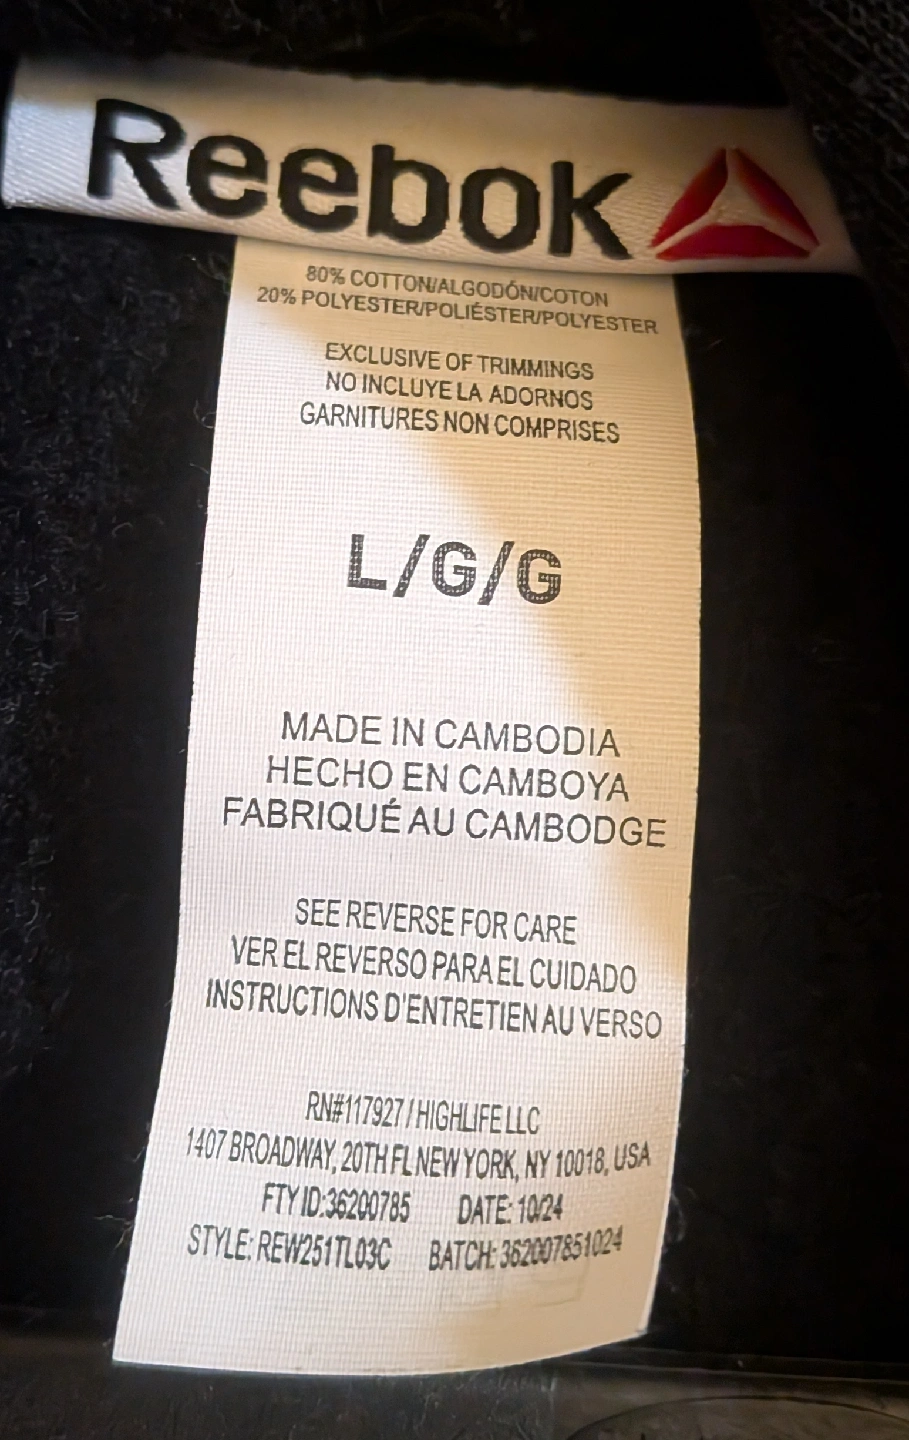 Reebok
80% COTTON/ALGODÓN/COTON
20% POLYESTER/POLIÉSTER/POLYESTER
EXCLUSIVE OF TRIMMINGS
NO INCLUYE LA ADORNOS
GARNITURES NON COMPRISES
L/G/G
MADE IN CAMBODIA
HECHO EN CAMBOYA
FABRIQUÉ AU CAMBODGE
SEE REVERSE FOR CARE
VER EL REVERSO PARA EL CUIDADO
INSTRUCTIONS D'ENTRETIEN AU VERSO
RN#117927 / HIGHLIFE LLC
1407 BROADWAY, 20TH FL NEW YORK, NY 10018, USA
FTY ID:36200785 DATE: 10/24
STYLE: REW251TL03C BATCH: 362007851024